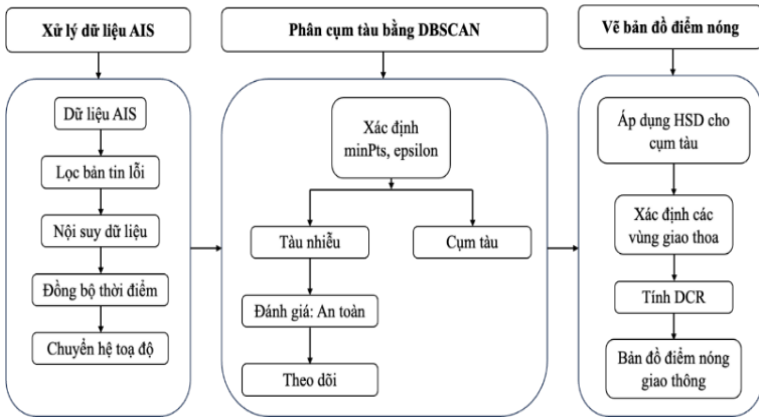 Xử lý dữ liệu AIS
Dữ liệu AIS
Lọc bản tin lỗi
Nội suy dữ liệu
Đồng bộ thời điểm
Chuyển hệ toạ độ
Phân cụm tàu bằng DBSCAN
Xác định
minPts, epsilon
Tàu nhiễu
Cụm tàu
Đánh giá: An toàn
Theo dõi
Vẽ bản đồ điểm nóng
Áp dụng HSD cho
cụm tàu
Xác định các
vùng giao thoa
Tính DCR
Bản đồ điểm nóng
giao thông